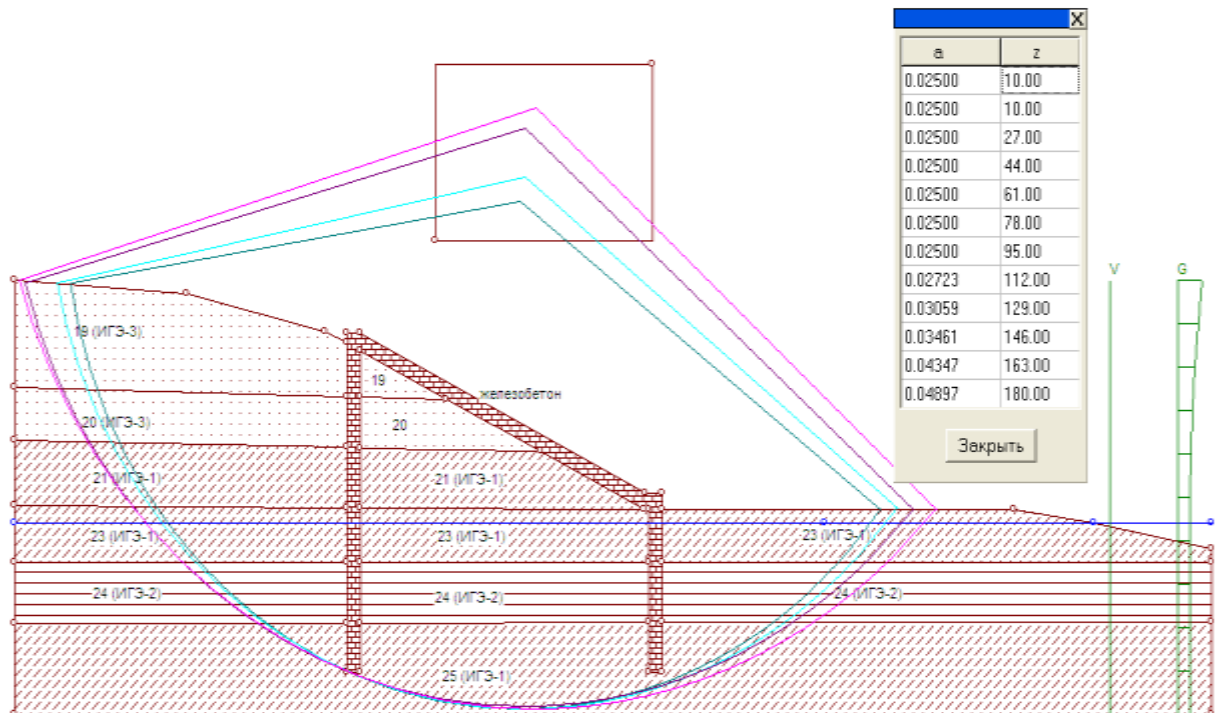 X
a z
0.02500 10.00
0.02500 10.00
0.02500 27.00
0.02500 44.00
0.02500 61.00
0.02500 78.00
0.02500 95.00
0.02723 112.00
0.03059 129.00
0.03461 146.00
0.04347 163.00
0.04897 180.00
Закрыть
V G
19 (ИГЭ-3)
19
железобетон
20 (ИГЭ-3)
20
21 (ИГЭ-1) 21 (ИГЭ-1)
23 (ИГЭ-1) 23 (ИГЭ-1) 23 (ИГЭ-1)
24 (ИГЭ-2) 24 (ИГЭ-2) 24 (ИГЭ-2)
25 (ИГЭ-1)